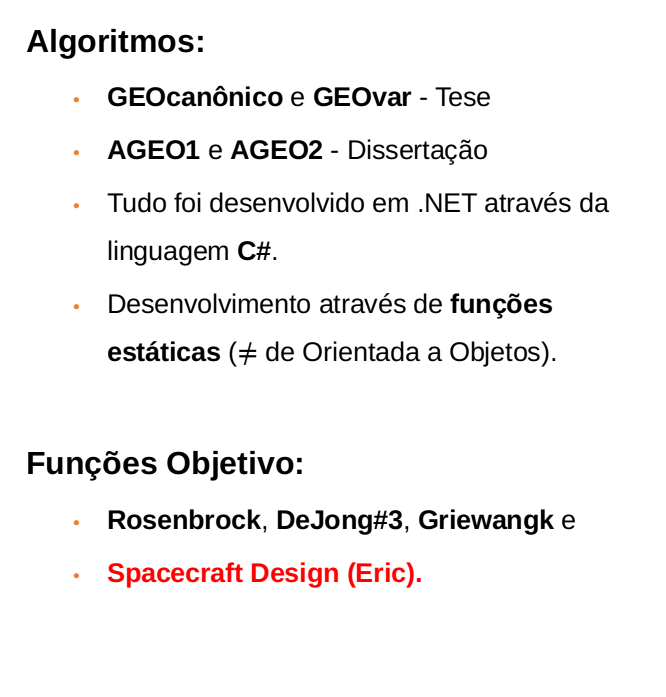 Algoritmos:
• GEOcanônico e GEOvar - Tese
• AGEO1 e AGEO2 - Dissertação
• Tudo foi desenvolvido em .NET através da
linguagem C#.
• Desenvolvimento através de funções
estáticas (≠ de Orientada a Objetos).
Funções Objetivo:
• Rosenbrock, DeJong#3, Griewangk e
• Spacecraft Design (Eric).